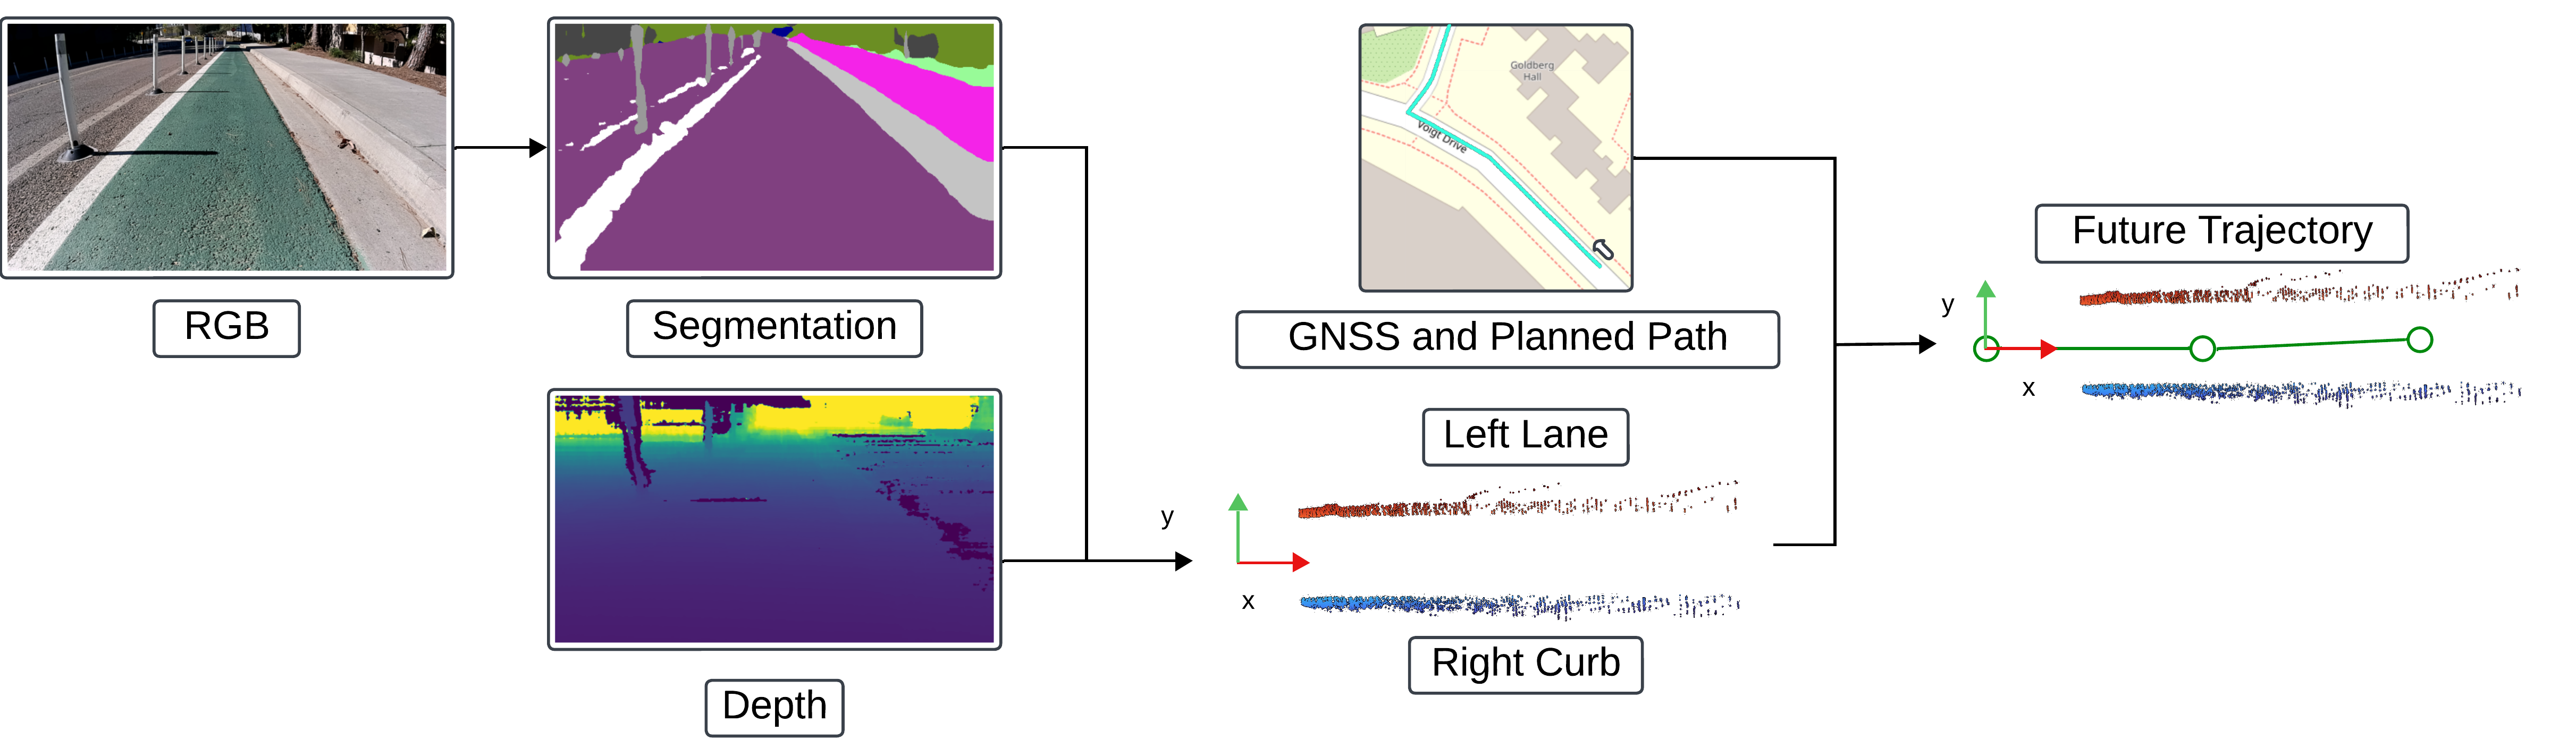 RGB
Segmentation
Depth
Goldberg
Hall
Voigt Drive
GNSS and Planned Path
Left Lane
y
x
Right Curb
Future Trajectory
y
x